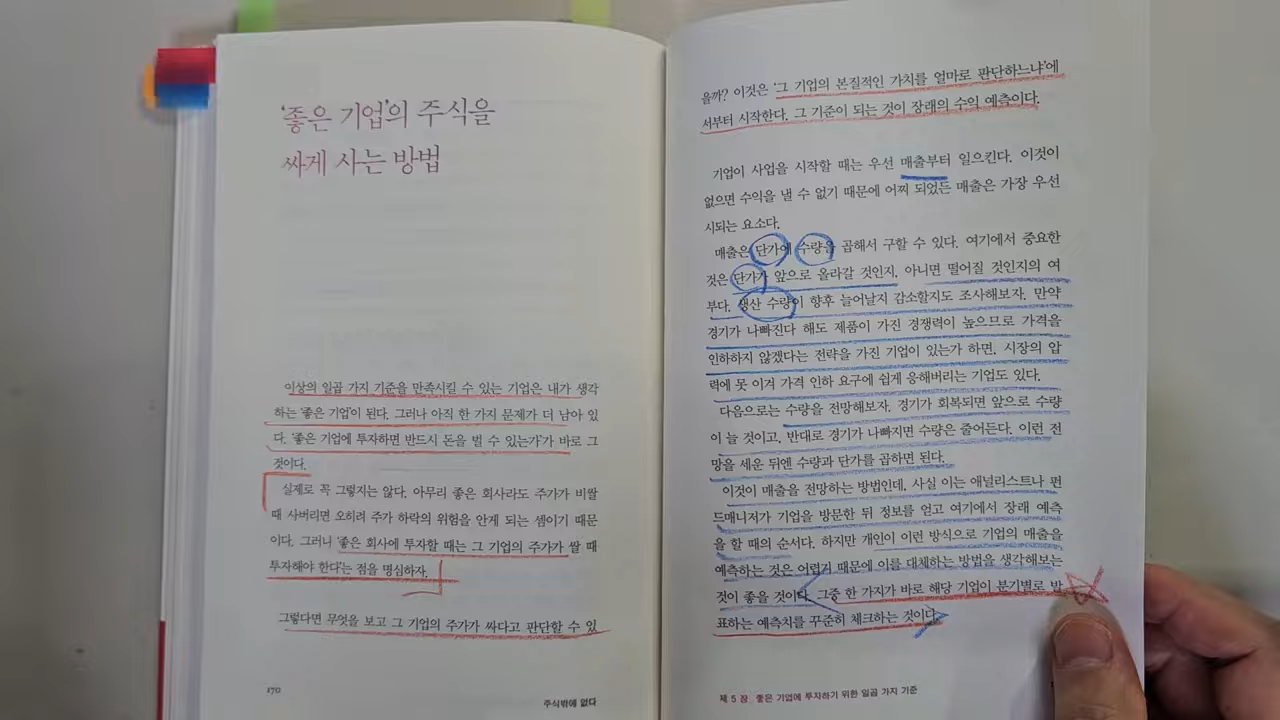 ‘좋은 기업’의 주식을
싸게 사는 방법
이상의 일곱 가지 기준을 만족시킬 수 있는 기업은 내가 생각
하는 ‘좋은 기업’이 된다. 그러나 아직 한 가지 문제가 더 남아 있
다. ‘좋은 기업에 투자하면 반드시 돈을 벌 수 있는가’가 바로 그
것이다.
실제로 꼭 그렇지는 않다. 아무리 좋은 회사라도 주가가 비쌀
때 사버리면 오히려 주가 하락의 위험을 안게 되는 셈이기 때문
이다. 그러니 ‘좋은 회사에 투자할 때는 그 기업의 주가가 쌀 때
투자해야 한다’는 점을 명심하자.
그렇다면 무엇을 보고 그 기업의 주가가 싸다고 판단할 수 있
170
주식밖에 없다
을까? 이것은 ‘그 기업의 본질적인 가치를 얼마로 판단하느냐’에
서부터 시작한다. 그 기준이 되는 것이 장래의 수익 예측이다.
기업이 사업을 시작할 때는 우선 매출부터 일으킨다. 이것이
없으면 수익을 낼 수 없기 때문에 어찌 되었든 매출은 가장 우선
시되는 요소다.
매출은 단가에 수량을 곱해서 구할 수 있다. 여기에서 중요한
것은 단가가 앞으로 올라갈 것인지, 아니면 떨어질 것인지의 여
부다. 생산 수량이 향후 늘어날지 감소할지도 조사해보자. 만약
경기가 나빠진다 해도 제품이 가진 경쟁력이 높으므로 가격을
인하하지 않겠다는 전략을 가진 기업이 있는가 하면, 시장의 압
력에 못 이겨 가격 인하 요구에 쉽게 응해버리는 기업도 있다.
다음으로는 수량을 전망해보자. 경기가 회복되면 앞으로 수량
이 늘 것이고, 반대로 경기가 나빠지면 수량은 줄어든다. 이런 전
망을 세운 뒤엔 수량과 단가를 곱하면 된다.
이것이 매출을 전망하는 방법인데, 사실 이는 애널리스트나 펀
드매니저가 기업을 방문한 뒤 정보를 얻고 여기에서 장래 예측
을 할 때의 순서다. 하지만 개인이 이런 방식으로 기업의 매출을
예측하는 것은 어렵기 때문에 이를 대체하는 방법을 생각해보는
것이 좋을 것이다. 그중 한 가지가 바로 해당 기업이 분기별로 발
표하는 예측치를 꾸준히 체크하는 것이다.
제 5 장 좋은 기업에 투자하기 위한 일곱 가지 기준